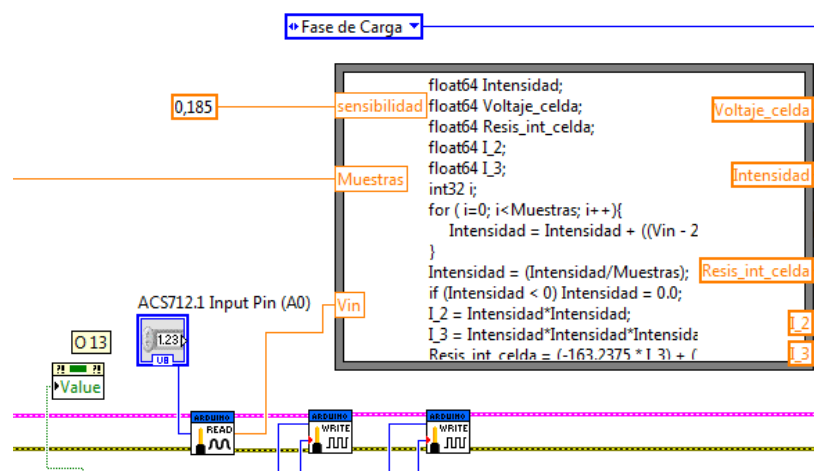 Fase de Carga
0,185
sensibilidad
Muestras
Vin
float64 Intensidad;
float64 Voltaje_celda;
float64 Resis_int_celda;
float64 I_2;
float64 I_3;
int32 i;
for ( i=0; i<Muestras; i++){
Intensidad = Intensidad + ((Vin - 2
}
Intensidad = (Intensidad/Muestras);
if (Intensidad < 0) Intensidad = 0.0;
I_2 = Intensidad*Intensidad;
I_3 = Intensidad*Intensidad*Intensida
Resis_int_celda = (-163.2375 * I_3) + (
Voltaje_celda
Intensidad
Resis_int_celda
I_2
I_3
ACS712.1 Input Pin (A0)
1.23
U8
O 13
?! ?!
Value
ARDUINO
READ
ARDUINO
WRITE
ARDUINO
WRITE